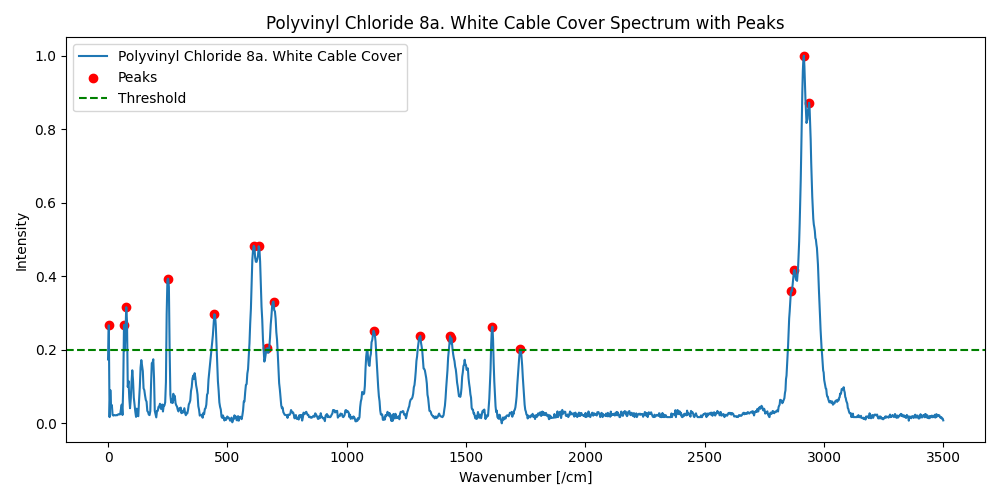 Polyvinyl Chloride 8a. White Cable Cover Spectrum with Peaks
Polyvinyl Chloride 8a. White Cable Cover
Peaks
Threshold
Intensity
1.0
0.8
0.6
0.4
0.2
0.0
0 500 1000 1500 2000 2500 3000 3500
Wavenumber [/cm]